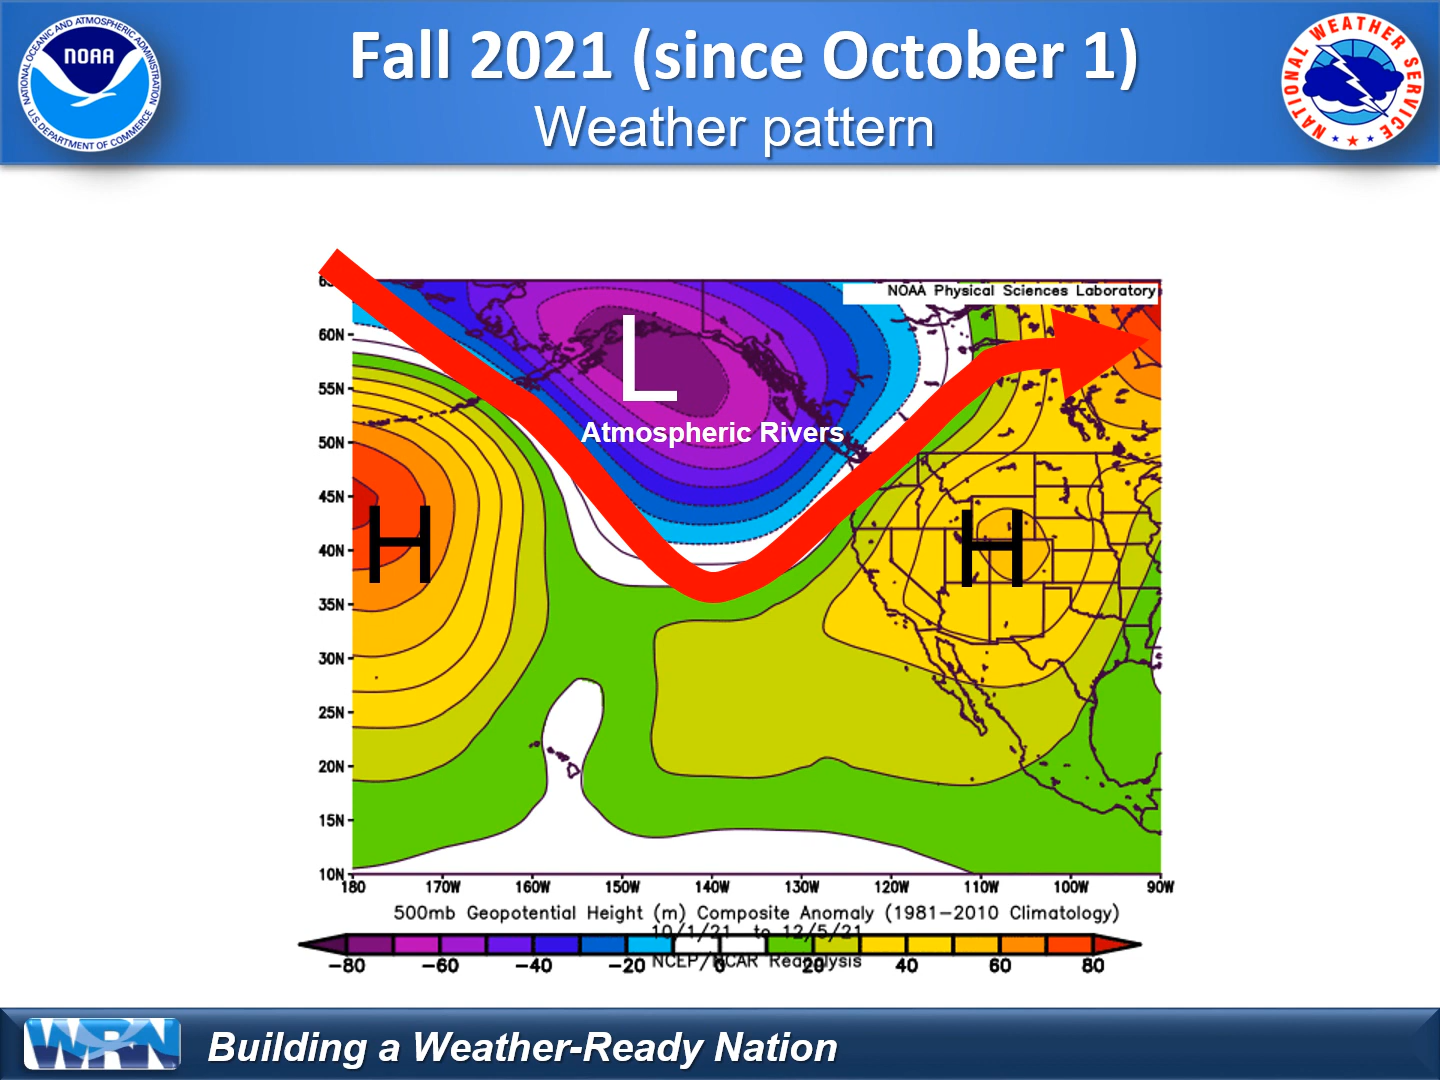 Fall 2021 (since October 1)
Weather pattern
NATIONAL OCEANIC AND ATMOSPHERIC ADMINISTRATION
NOAA
U.S. DEPARTMENT OF COMMERCE
NATIONAL WEATHER SERVICE
NOAA Physical Sciences Laboratory
60N
55N
50N
45N
40N
35N
30N
25N
20N
15N
10N
L
Atmospheric Rivers
H
H
180 170W 160W 150W 140W 130W 120W 110W 100W 90W
500mb Geopotential Height (m) Composite Anomaly (1981-2010 Climatology)
10/1/21 to 12/5/21
-80 -60 -40 -20 0 20 40 60 80
NCEP/NCAR Reanalysis
WRN
Building a Weather-Ready Nation